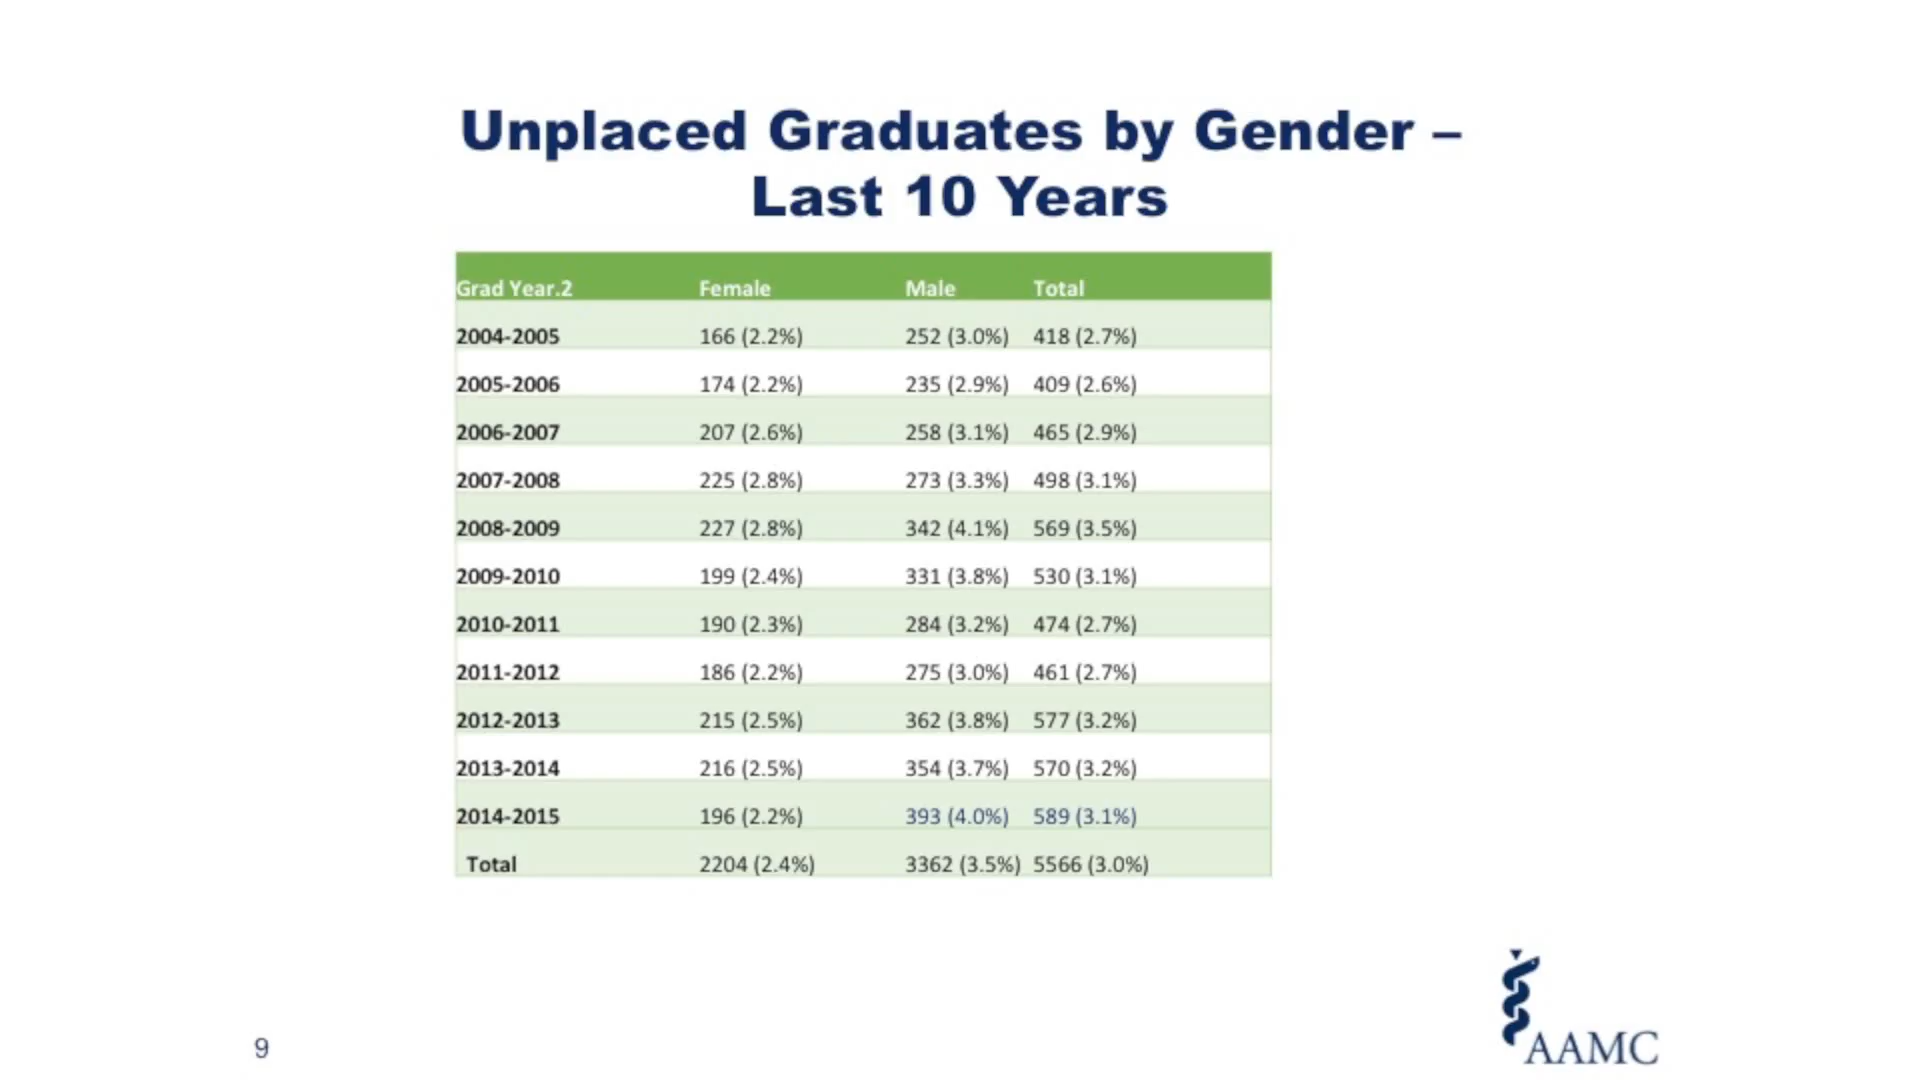 Unplaced Graduates by Gender –
Last 10 Years
Grad Year.2 Female Male Total
2004-2005 166 (2.2%) 252 (3.0%) 418 (2.7%)
2005-2006 174 (2.2%) 235 (2.9%) 409 (2.6%)
2006-2007 207 (2.6%) 258 (3.1%) 465 (2.9%)
2007-2008 225 (2.8%) 273 (3.3%) 498 (3.1%)
2008-2009 227 (2.8%) 342 (4.1%) 569 (3.5%)
2009-2010 199 (2.4%) 331 (3.8%) 530 (3.1%)
2010-2011 190 (2.3%) 284 (3.2%) 474 (2.7%)
2011-2012 186 (2.2%) 275 (3.0%) 461 (2.7%)
2012-2013 215 (2.5%) 362 (3.8%) 577 (3.2%)
2013-2014 216 (2.5%) 354 (3.7%) 570 (3.2%)
2014-2015 196 (2.2%) 393 (4.0%) 589 (3.1%)
Total 2204 (2.4%) 3362 (3.5%) 5566 (3.0%)
9
AAMC